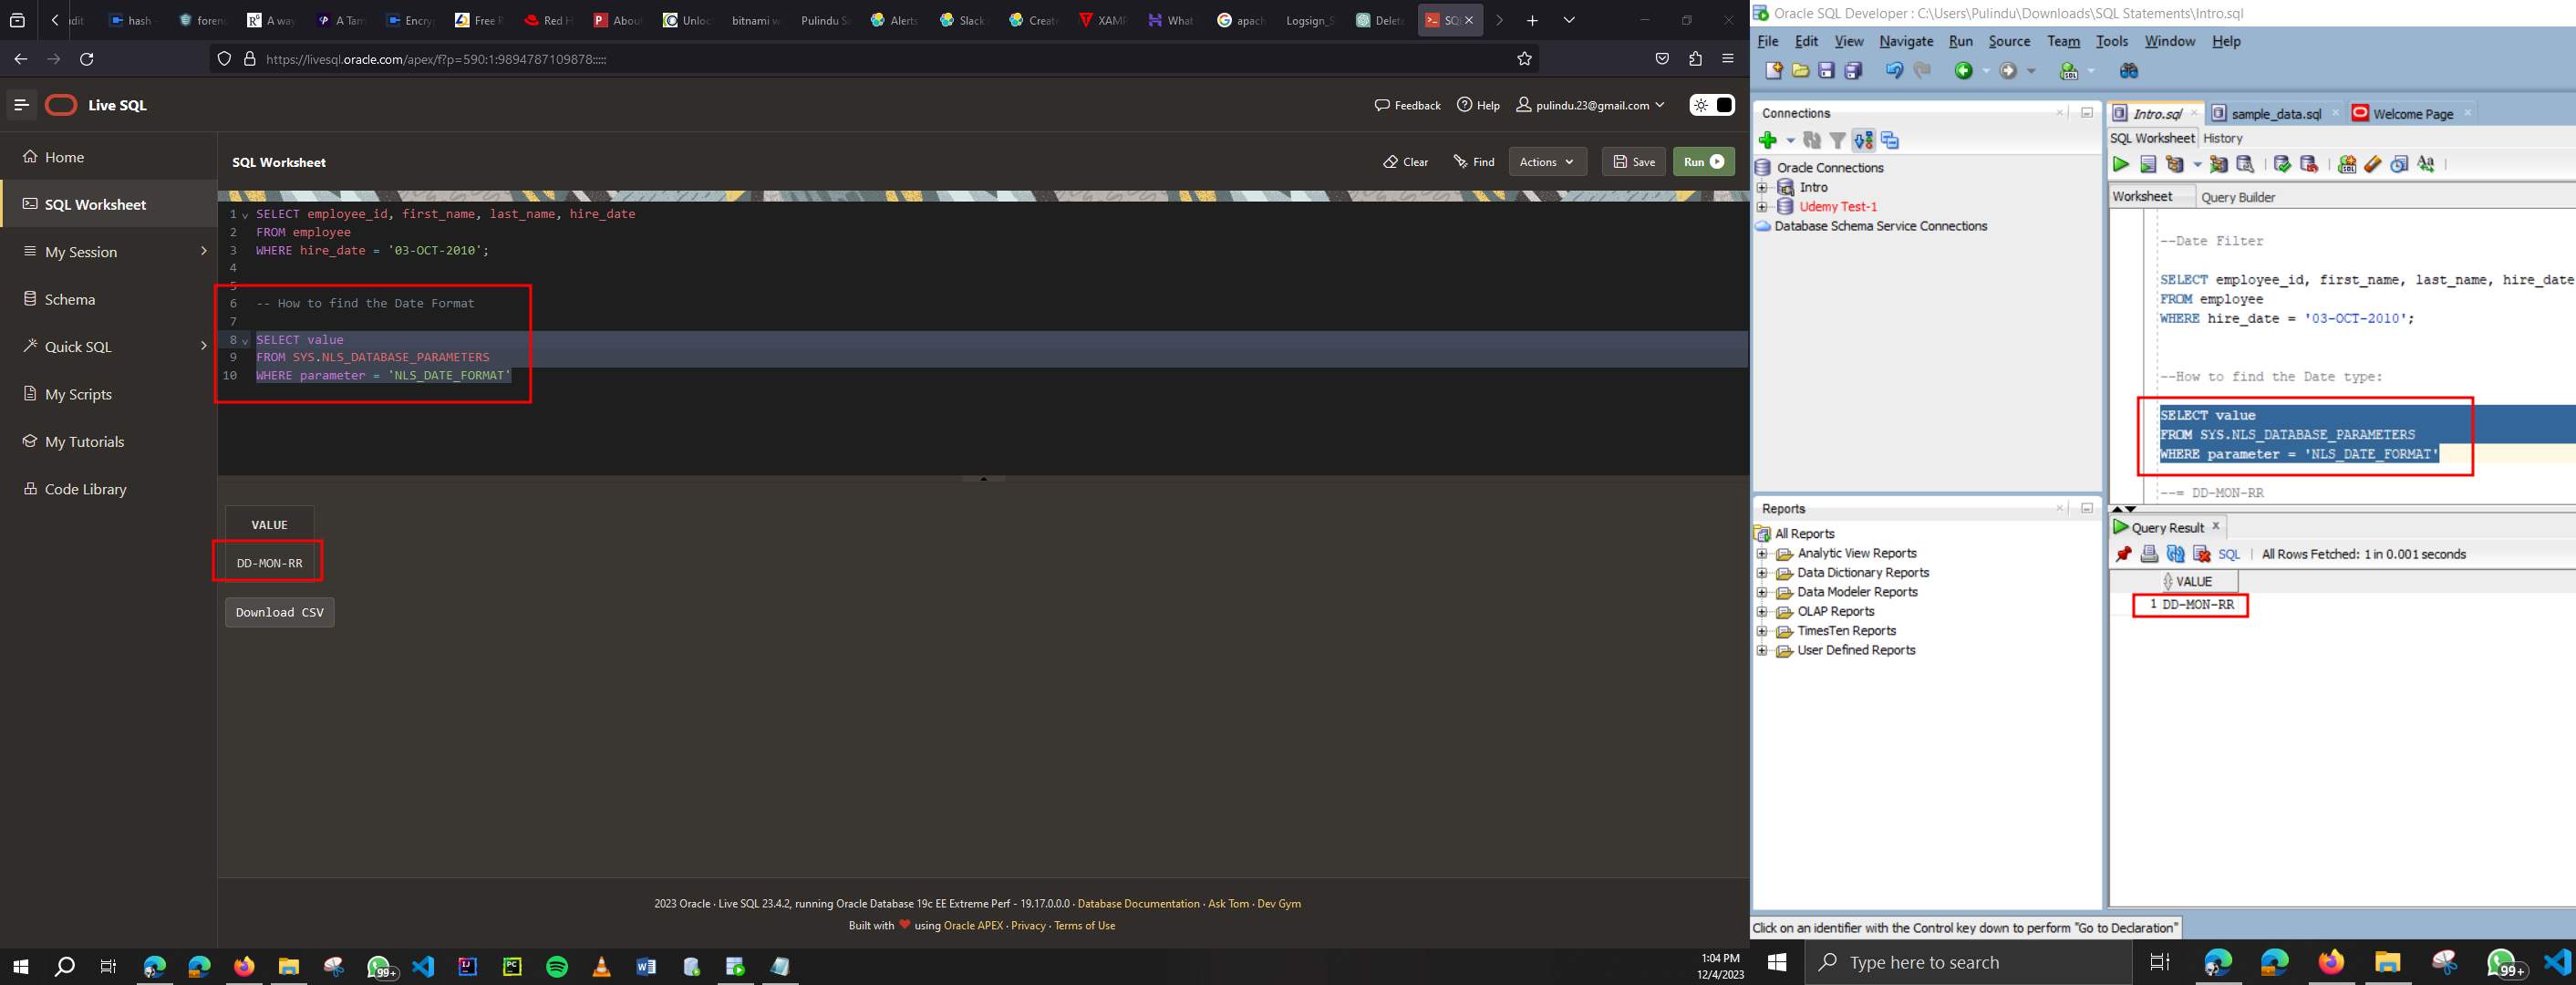 edit
hash
foren
A way
A Tam
Encry
Free R
Red H
About
Unloc
bitnami w
Pulindu Sa
Alerts
Slack
Create
XAMP
What
apach
Logsign_S
Delete
SQ
https://livesql.oracle.com/apex/f?p=590:1:9894787109878:::::
Live SQL
Feedback
Help
pulindu.23@gmail.com
Home
SQL Worksheet
My Session
Schema
Quick SQL
My Scripts
My Tutorials
Code Library
SQL Worksheet
Clear
Find
Actions
Save
Run
1 SELECT employee_id, first_name, last_name, hire_date
2 FROM employee
3 WHERE hire_date = '03-OCT-2010';
4
5
6 -- How to find the Date Format
7
8 SELECT value
9 FROM SYS.NLS_DATABASE_PARAMETERS
10 WHERE parameter = 'NLS_DATE_FORMAT'
VALUE
DD-MON-RR
Download CSV
2023 Oracle · Live SQL 23.4.2, running Oracle Database 19c EE Extreme Perf - 19.17.0.0.0 · Database Documentation · Ask Tom · Dev Gym
Built with ❤ using Oracle APEX · Privacy · Terms of Use
99+
1:04 PM
12/4/2023
Oracle SQL Developer : C:\Users\Pulindu\Downloads\SQL Statements\Intro.sql
File Edit View Navigate Run Source Team Tools Window Help
Connections
Oracle Connections
Intro
Udemy Test-1
Database Schema Service Connections
Reports
All Reports
Analytic View Reports
Data Dictionary Reports
Data Modeler Reports
OLAP Reports
TimesTen Reports
User Defined Reports
Intro.sql
sample_data.sql
Welcome Page
SQL Worksheet History
Worksheet Query Builder
--Date Filter
SELECT employee_id, first_name, last_name, hire_date
FROM employee
WHERE hire_date = '03-OCT-2010';
--How to find the Date type:
SELECT value
FROM SYS.NLS_DATABASE_PARAMETERS
WHERE parameter = 'NLS_DATE_FORMAT'
--= DD-MON-RR
Query Result
SQL | All Rows Fetched: 1 in 0.001 seconds
VALUE
1 DD-MON-RR
Click on an identifier with the Control key down to perform "Go to Declaration"
Type here to search
99+